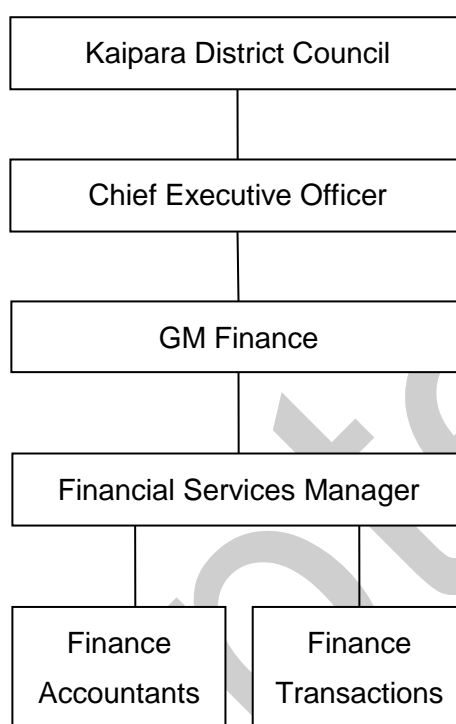 Kaipara District Council
Chief Executive Officer
GM Finance
Financial Services Manager
Finance
Accountants
Finance
Transactions